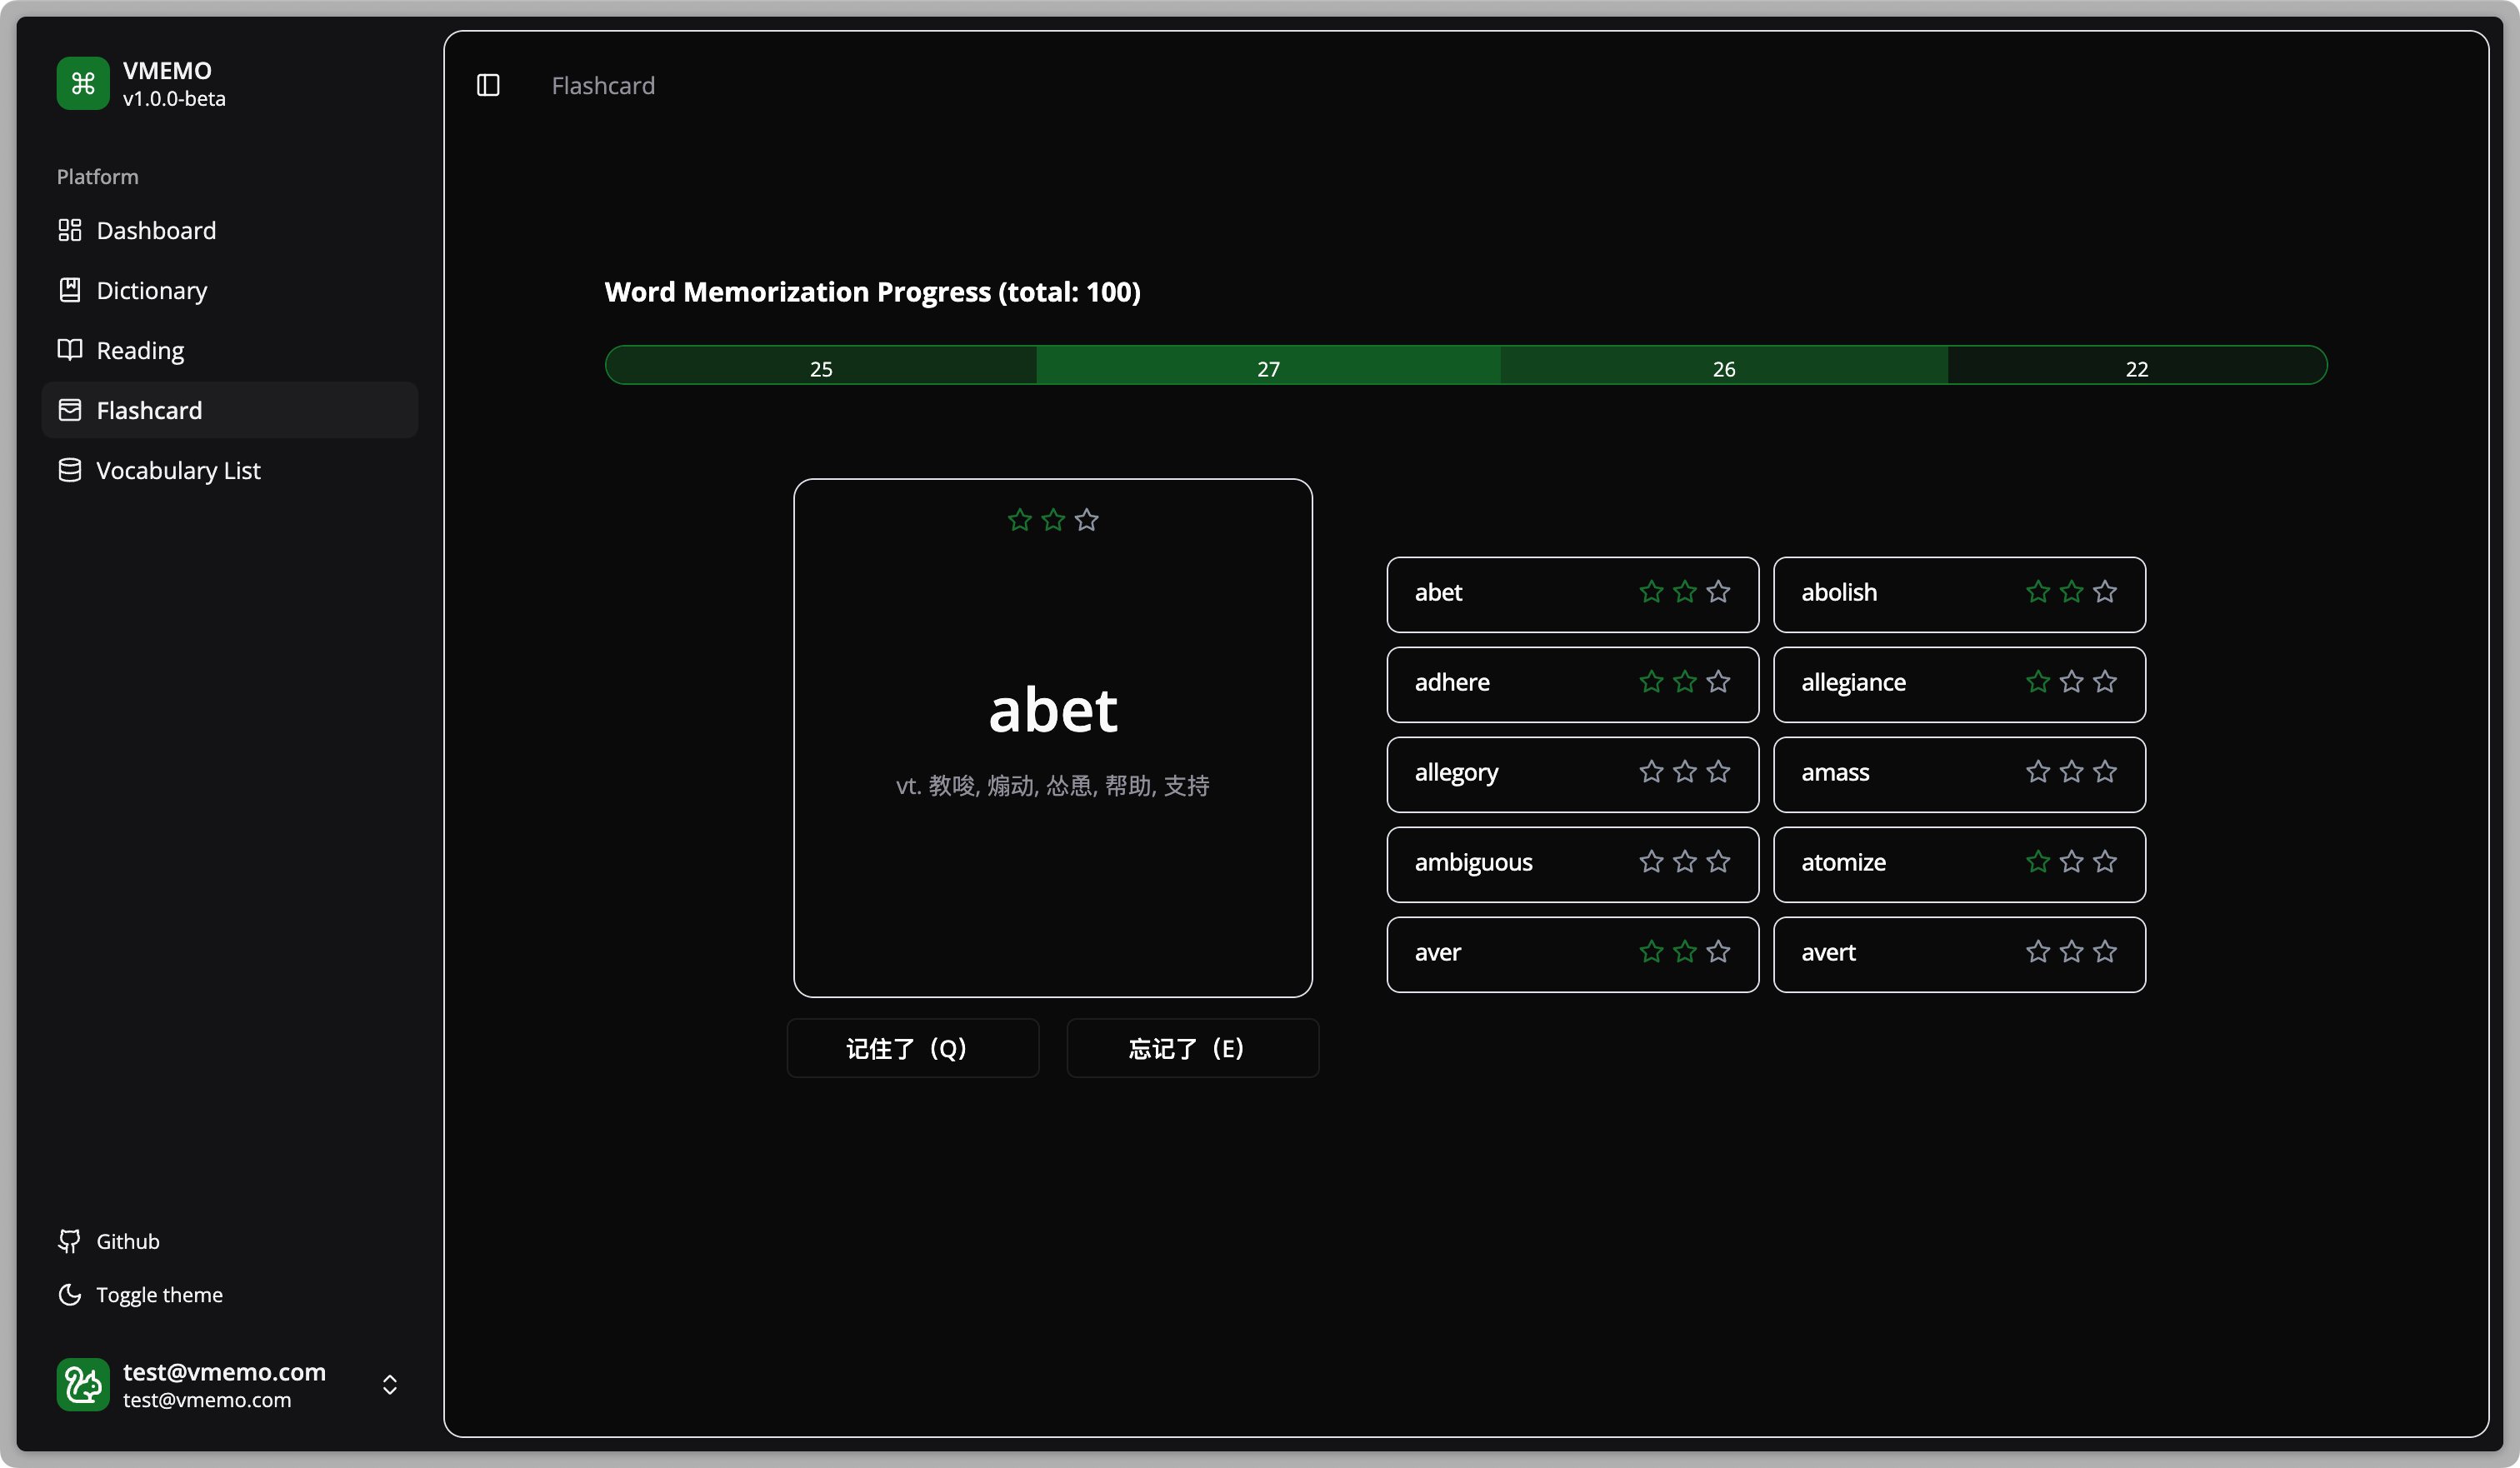 VMEMO
v1.0.0-beta
Platform
Dashboard
Dictionary
Reading
Flashcard
Vocabulary List
Github
Toggle theme
test@vmemo.com
test@vmemo.com
Flashcard
Word Memorization Progress (total: 100)
25 27 26 22
abet
vt. 教唆, 煽动, 怂恿, 帮助, 支持
记住了（Q） 忘记了（E）
abet abolish
adhere allegiance
allegory amass
ambiguous atomize
aver avert